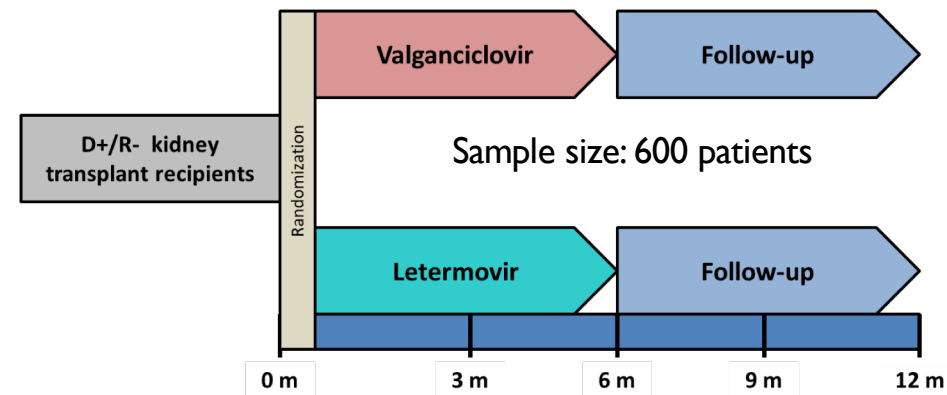 Valganciclovir
Follow-up
D+/R- kidney
transplant recipients
Randomization
Sample size: 600 patients
Letermovir
Follow-up
0 m
3 m
6 m
9 m
12 m